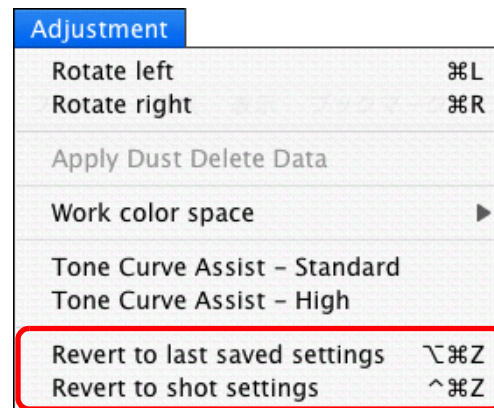 Adjustment
Rotate left ⌘L
Rotate right ⌘R
Apply Dust Delete Data
Work color space ▶
Tone Curve Assist – Standard
Tone Curve Assist – High
Revert to last saved settings ⌥⌘Z
Revert to shot settings ^⌘Z